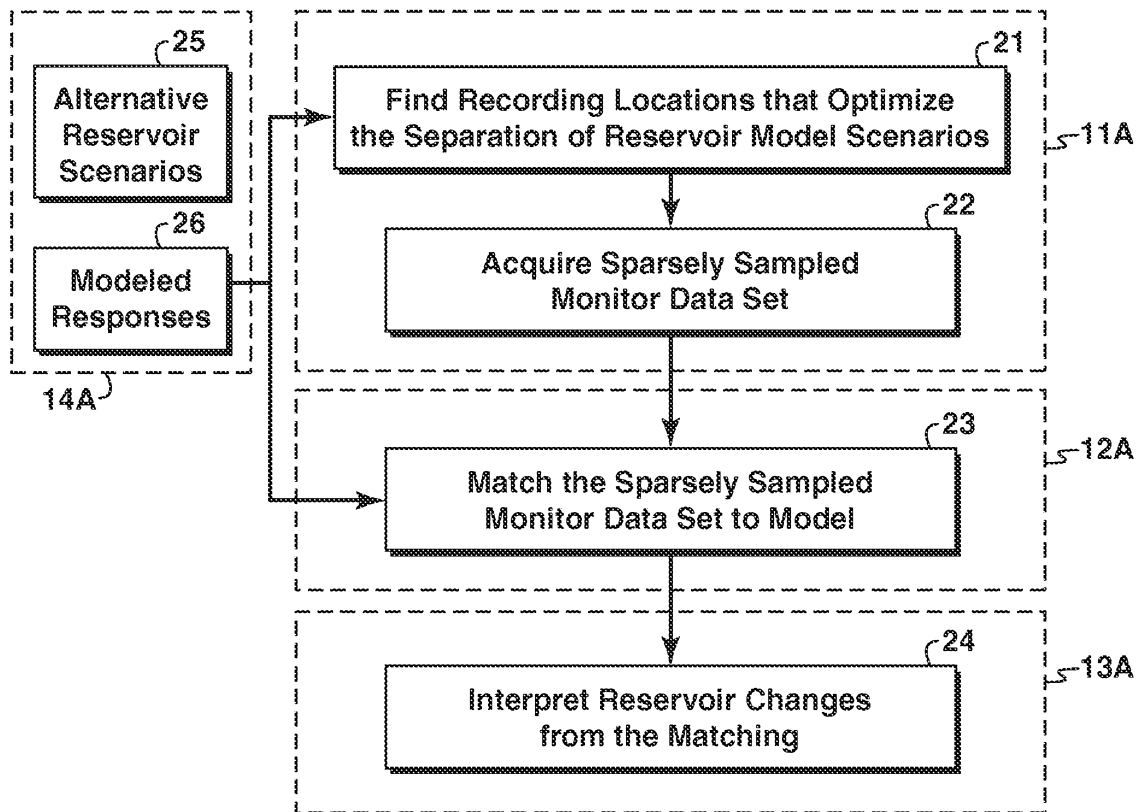 25
Alternative
Reservoir
Scenarios
26
Modeled
Responses
14A
21
Find Recording Locations that Optimize
the Separation of Reservoir Model Scenarios
11A
22
Acquire Sparsely Sampled
Monitor Data Set
23
12A
Match the Sparsely Sampled
Monitor Data Set to Model
24
13A
Interpret Reservoir Changes
from the Matching